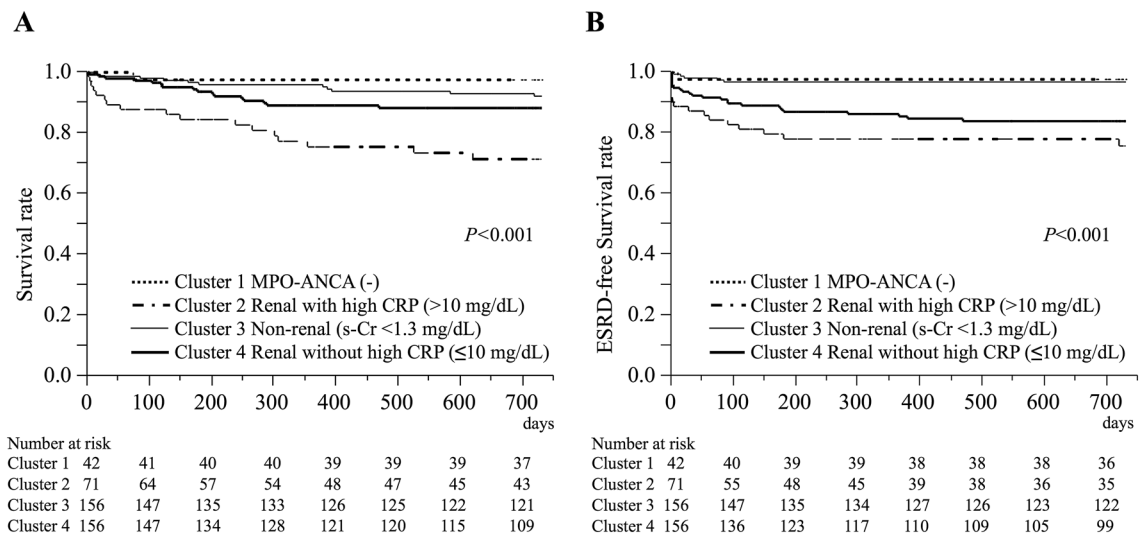 A
Survival rate
1.0
0.8
0.6
0.4
0.2
0.0
P<0.001
Cluster 1 MPO-ANCA (-)
Cluster 2 Renal with high CRP (>10 mg/dL)
Cluster 3 Non-renal (s-Cr <1.3 mg/dL)
Cluster 4 Renal without high CRP (≤10 mg/dL)
0 100 200 300 400 500 600 700
days
Number at risk
Cluster 1 42 41 40 40 39 39 39 37
Cluster 2 71 64 57 54 48 47 45 43
Cluster 3 156 147 135 133 126 125 122 121
Cluster 4 156 147 134 128 121 120 115 109
B
ESRD-free Survival rate
1.0
0.8
0.6
0.4
0.2
0.0
P<0.001
Cluster 1 MPO-ANCA (-)
Cluster 2 Renal with high CRP (>10 mg/dL)
Cluster 3 Non-renal (s-Cr <1.3 mg/dL)
Cluster 4 Renal without high CRP (≤10 mg/dL)
0 100 200 300 400 500 600 700
days
Number at risk
Cluster 1 42 40 39 39 38 38 38 36
Cluster 2 71 55 48 45 39 38 36 35
Cluster 3 156 147 135 134 127 126 123 122
Cluster 4 156 136 123 117 110 109 105 99